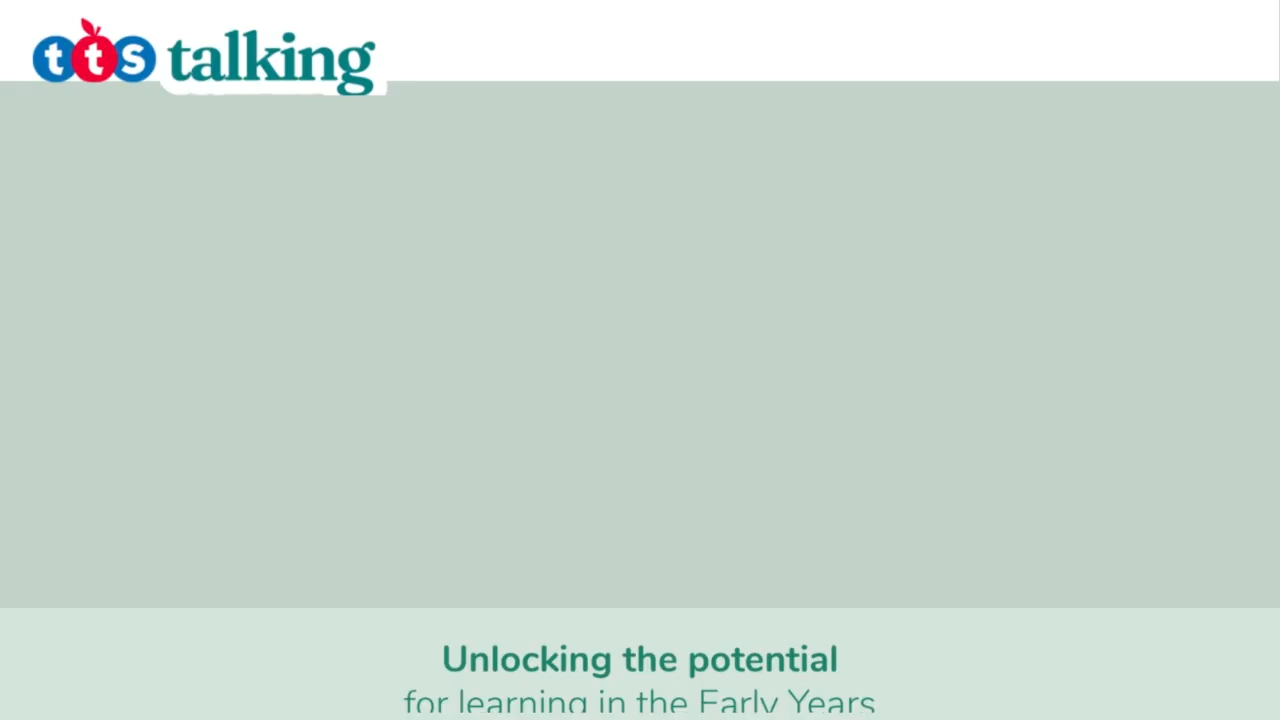 tts talking
Unlocking the potential
for learning in the Early Years